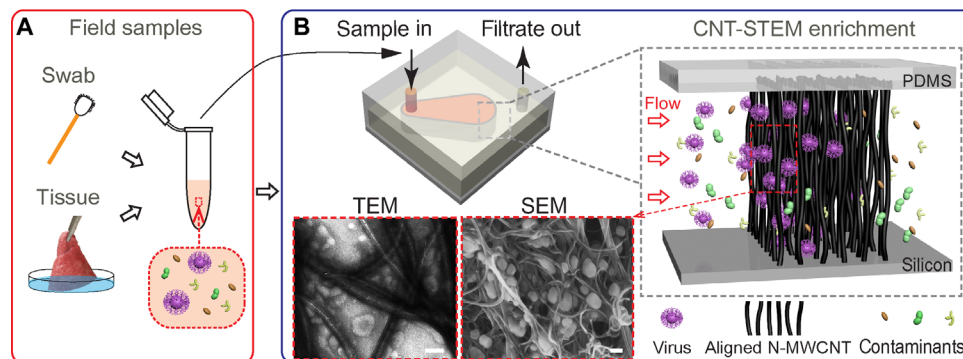 A Field samples
Swab
Tissue
B
Sample in
Filtrate out
CNT-STEM enrichment
PDMS
Flow
Silicon
TEM
SEM
Virus
Aligned N-MWCNT
Contaminants